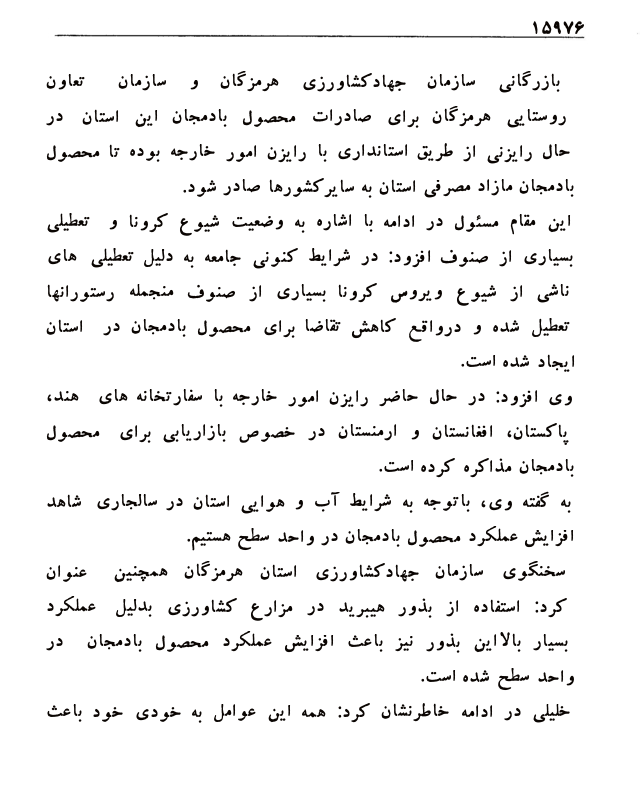 ۱۵۹۷۶
بازرگانی سازمان جهادکشاورزی هرمزگان و سازمان تعاون
روستایی هرمزگان برای صادرات محصول بادمجان این استان در
حال رایزنی از طریق استانداری با رایزن امور خارجه بوده تا محصول
بادمجان مازاد مصرفی استان به سایرکشورها صادر شود.
این مقام مسئول در ادامه با اشاره به وضعیت شیوع کرونا و تعطیلی
بسیاری از صنوف افزود: در شرایط کنونی جامعه به دلیل تعطیلی های
ناشی از شیوع ویروس کرونا بسیاری از صنوف منجمله رستورانها
تعطیل شده و درواقع کاهش تقاضا برای محصول بادمجان در استان
ایجاد شده است.
وی افزود: در حال حاضر رایزن امور خارجه با سفارتخانه های هند،
پاکستان، افغانستان و ارمنستان در خصوص بازاریابی برای محصول
بادمجان مذاکره کرده است.
به گفته وی، باتوجه به شرایط آب و هوایی استان در سالجاری شاهد
افزایش عملکرد محصول بادمجان در واحد سطح هستیم.
سخنگوی سازمان جهادکشاورزی استان هرمزگان همچنین عنوان
کرد: استفاده از بذور هیبرید در مزارع کشاورزی بدلیل عملکرد
بسیار بالااین بذور نیز باعث افزایش عملکرد محصول بادمجان در
واحد سطح شده است.
خلیلی در ادامه خاطرنشان کرد: همه این عوامل به خودی خود باعث